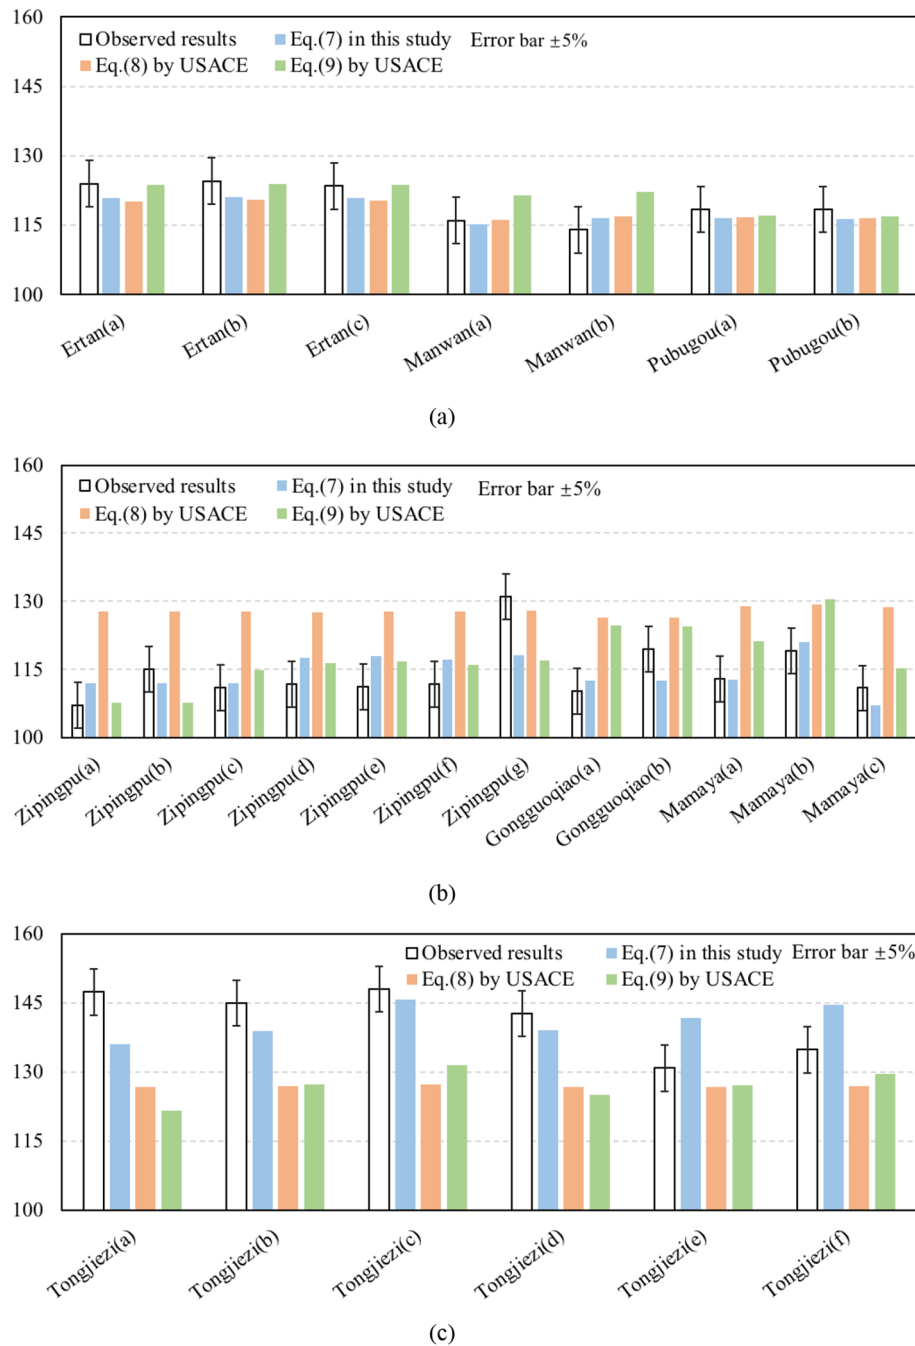 160
Observed results Eq.(7) in this study Error bar ±5%
Eq.(8) by USACE Eq.(9) by USACE
145
130
115
100
Ertan(a) Ertan(b) Ertan(c) Manwan(a) Manwan(b) Pubugou(a) Pubugou(b)
(a)
160
Observed results Eq.(7) in this study Error bar ±5%
Eq.(8) by USACE Eq.(9) by USACE
145
130
115
100
Zipingpu(a) Zipingpu(b) Zipingpu(c) Zipingpu(d) Zipingpu(e) Zipingpu(f) Zipingpu(g) Gongguoqiao(a) Gongguoqiao(b) Mamaya(a) Mamaya(b) Mamaya(c)
(b)
160
Observed results Eq.(7) in this study Error bar ±5%
Eq.(8) by USACE Eq.(9) by USACE
145
130
115
100
Tongjiezi(a) Tongjiezi(b) Tongjiezi(c) Tongjiezi(d) Tongjiezi(e) Tongjiezi(f)
(c)